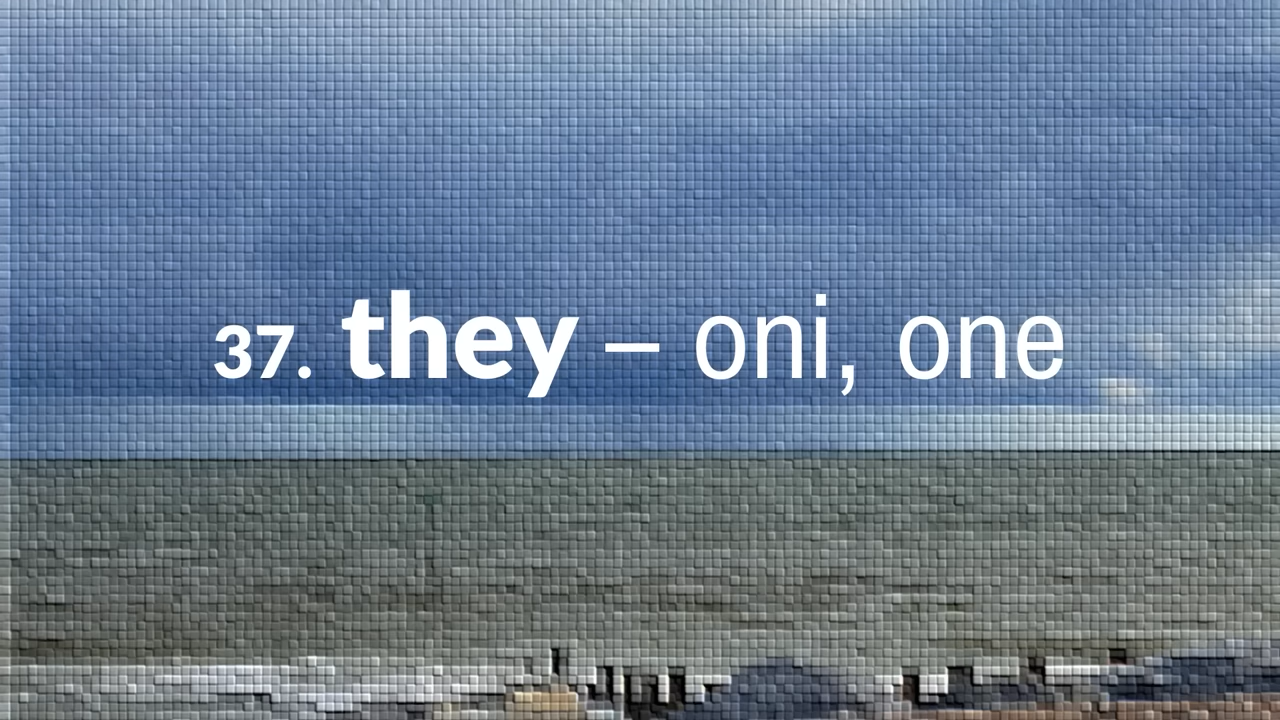 37. they – oni, one